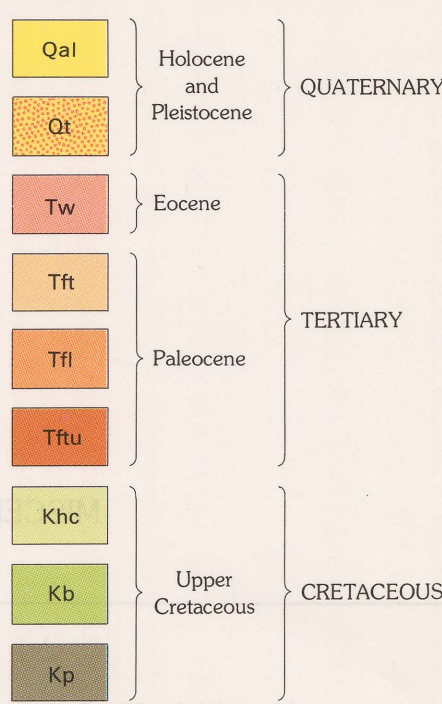 Qal
Holocene
and
Pleistocene
QUATERNARY
Qt
Tw
Eocene
Tft
TERTIARY
Tfl
Paleocene
Tftu
Khc
Kb
Upper
Cretaceous
CRETACEOUS
Kp